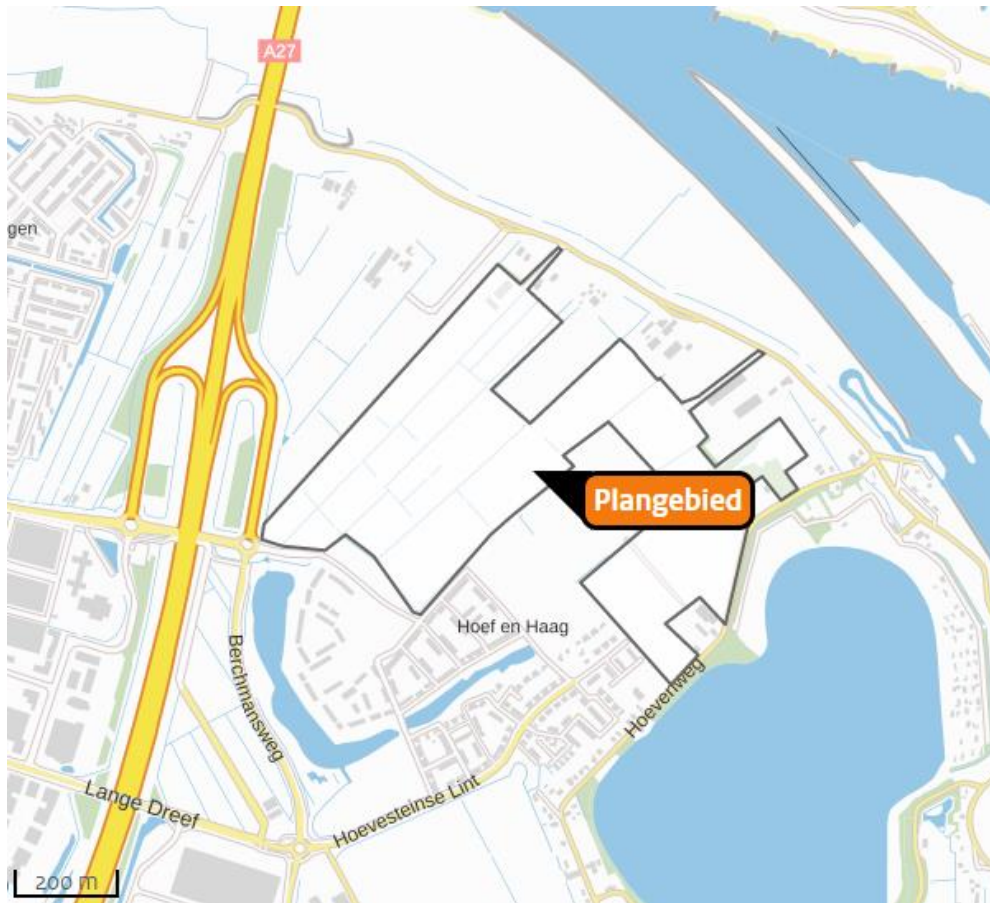 A27
gen
Plangebied
Hoef en Haag
Berchmansweg
Hoevenweg
Lange Dreef
Hoevesteinse Lint
200 m